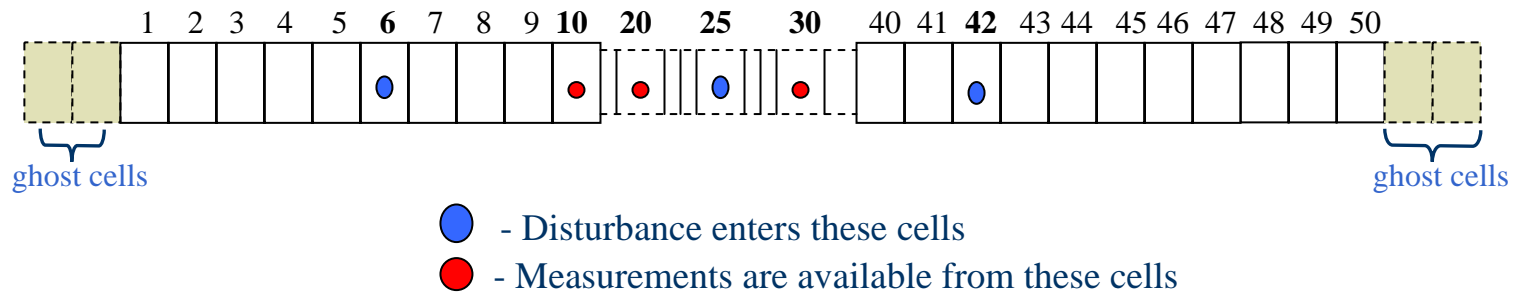 1 2 3 4 5 6 7 8 9 10 20 25 30 40 41 42 43 44 45 46 47 48 49 50
ghost cells ghost cells
- Disturbance enters these cells
- Measurements are available from these cells